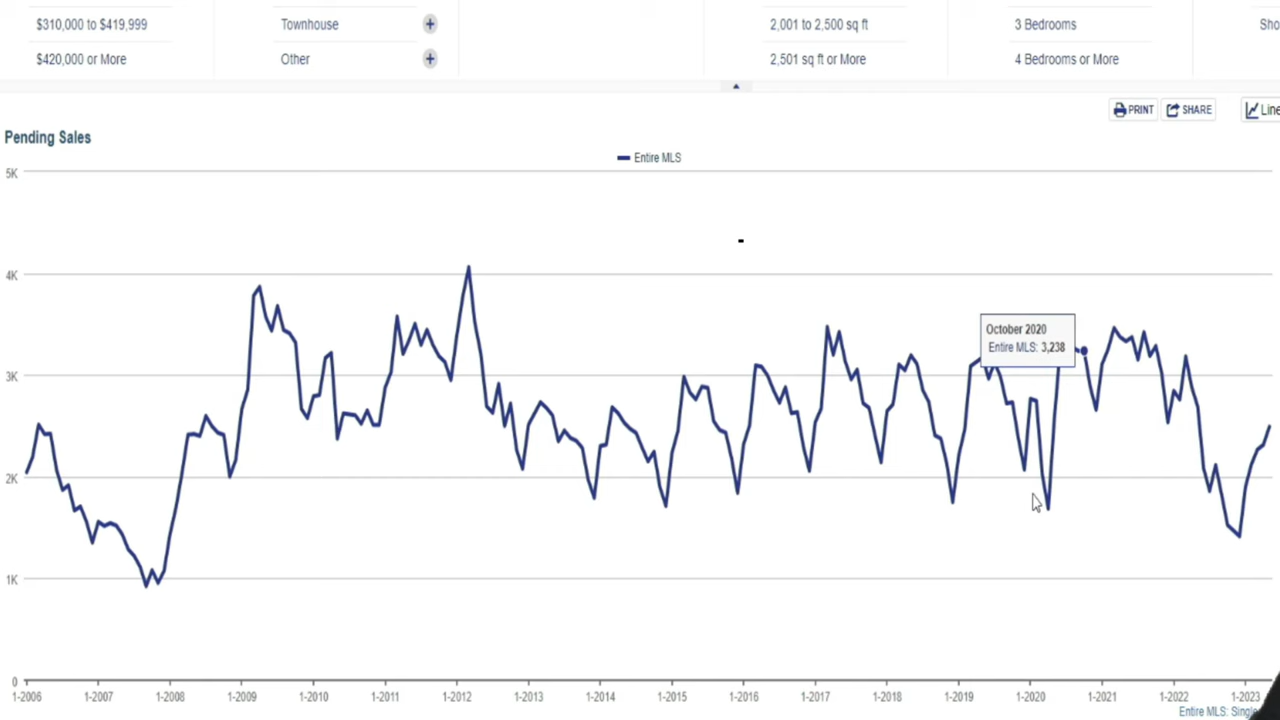 $310,000 to $419,999 Townhouse 2,001 to 2,500 sq ft 3 Bedrooms
$420,000 or More Other 2,501 sq ft or More 4 Bedrooms or More
PRINT SHARE Line
Pending Sales
Entire MLS
5K
4K
October 2020
Entire MLS: 3,238
3K
2K
1K
0
1-2006 1-2007 1-2008 1-2009 1-2010 1-2011 1-2012 1-2013 1-2014 1-2015 1-2016 1-2017 1-2018 1-2019 1-2020 1-2021 1-2022 1-2023
Entire MLS: